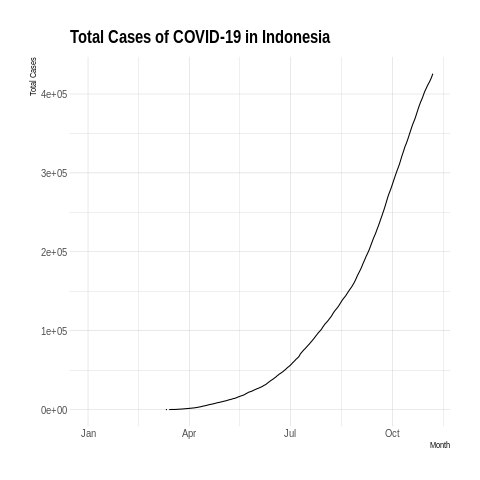 Total Cases of COVID-19 in Indonesia
Total Cases
4e+05
3e+05
2e+05
1e+05
0e+00
Jan Apr Jul Oct
Month